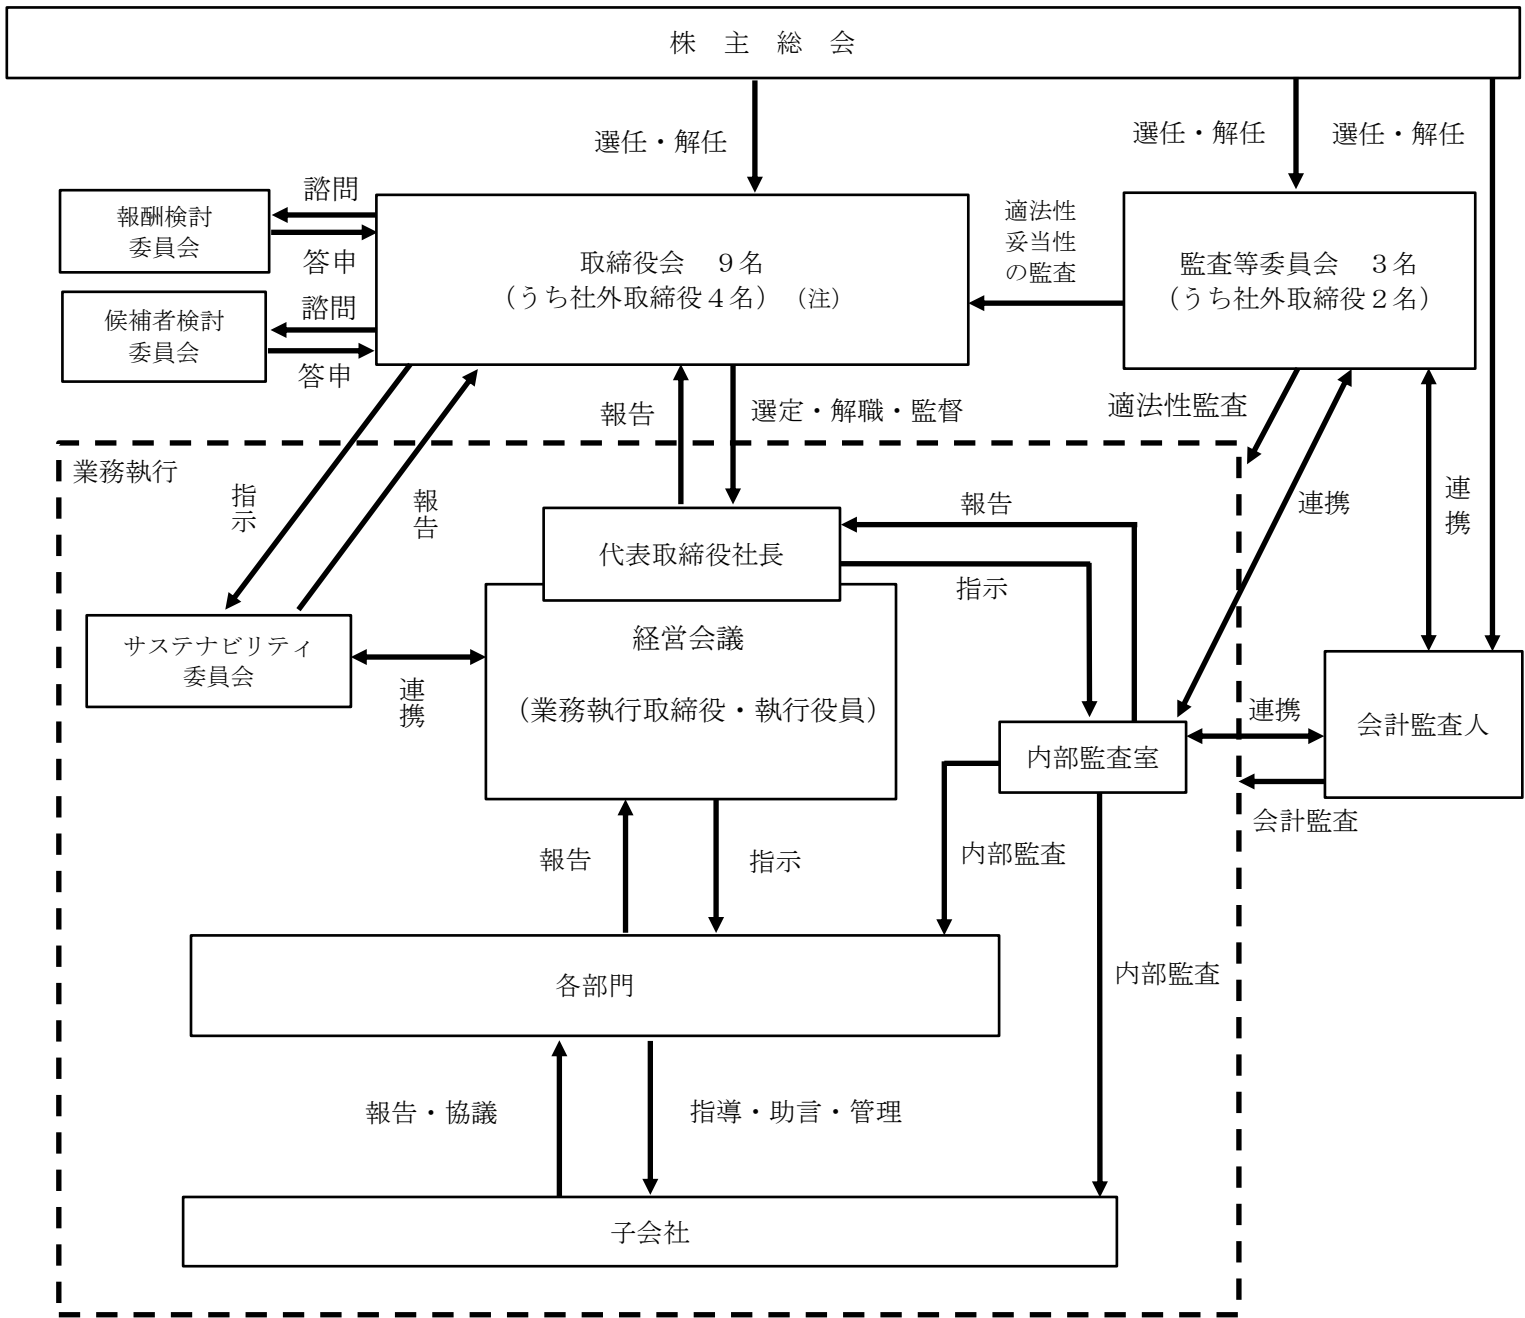 株　主　総　会
選任・解任
選任・解任
選任・解任
諮問
報酬検討
委員会
答申
諮問
候補者検討
委員会
答申
取締役会　９名
（うち社外取締役４名）（注）
適法性
妥当性
の監査
監査等委員会　３名
（うち社外取締役２名）
報告
選定・解職・監督
適法性監査
業務執行
指示
報告
連携
連携
代表取締役社長
報告
指示
サステナビリティ
委員会
連携
経営会議
（業務執行取締役・執行役員）
内部監査室
連携
会計監査人
会計監査
報告
指示
内部監査
各部門
内部監査
報告・協議
指導・助言・管理
子会社